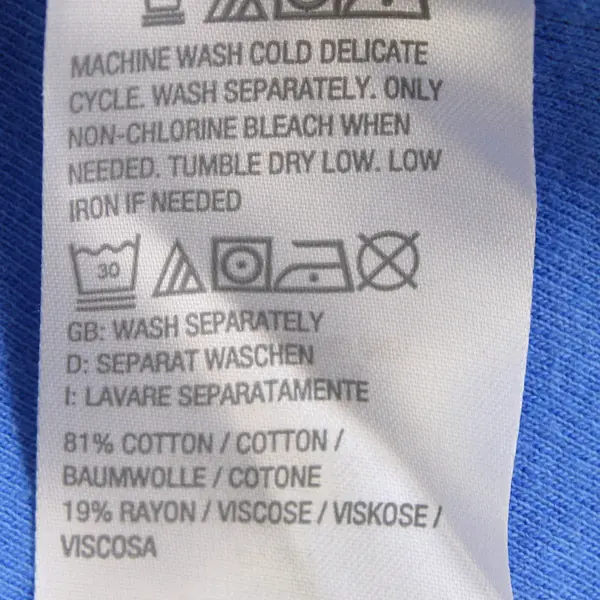 MACHINE WASH COLD DELICATE
CYCLE. WASH SEPARATELY. ONLY
NON-CHLORINE BLEACH WHEN
NEEDED. TUMBLE DRY LOW. LOW
IRON IF NEEDED
30
GB: WASH SEPARATELY
D: SEPARAT WASCHEN
I: LAVARE SEPARATAMENTE
81% COTTON / COTTON /
BAUMWOLLE / COTONE
19% RAYON / VISCOSE / VISKOSE /
VISCOSA